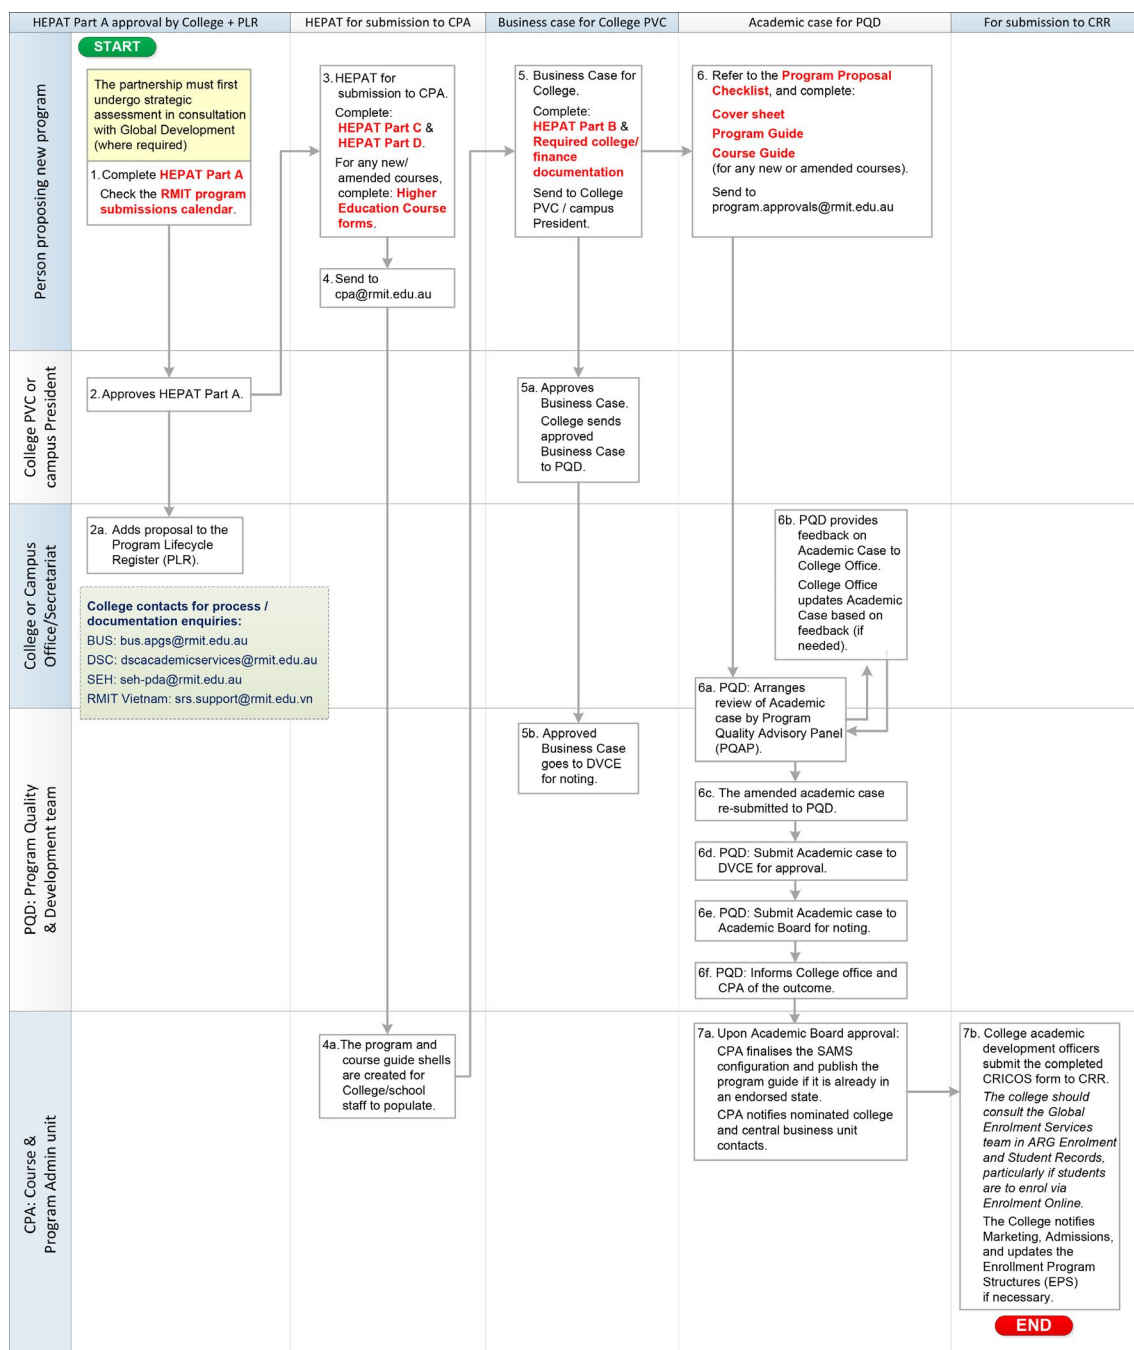 HEPAT Part A approval by College + PLR
HEPAT for submission to CPA
Business case for College PVC
Academic case for PQD
For submission to CRR
Person proposing new program
START
The partnership must first
undergo strategic
assessment in consultation
with Global Development
(where required)
1. Complete HEPAT Part A
Check the RMIT program
submissions calendar.
3. HEPAT for
submission to CPA.
Complete:
HEPAT Part C &
HEPAT Part D.
For any new/
amended courses,
complete: Higher
Education Course
forms.
4. Send to
cpa@rmit.edu.au
5. Business Case for
College.
Complete:
HEPAT Part B &
Required college/
finance
documentation
Send to College
PVC / campus
President.
6. Refer to the Program Proposal
Checklist, and complete:
Cover sheet
Program Guide
Course Guide
(for any new or amended courses).
Send to
program.approvals@rmit.edu.au
College PVC or
campus President
2. Approves HEPAT Part A.
5a. Approves
Business Case.
College sends
approved
Business Case
to PQD.
College or Campus
Office/Secretariat
2a. Adds proposal to the
Program Lifecycle
Register (PLR).
College contacts for process /
documentation enquiries:
BUS: bus.apgs@rmit.edu.au
DSC: dscacademicservices@rmit.edu.au
SEH: seh-pda@rmit.edu.au
RMIT Vietnam: srs.support@rmit.edu.vn
6b. PQD provides
feedback on
Academic Case to
College Office.
College Office
updates Academic
Case based on
feedback (if
needed).
6a. PQD: Arranges
review of Academic
case by Program
Quality Advisory Panel
(PQAP).
PQD: Program Quality
& Development team
5b. Approved
Business Case
goes to DVCE
for noting.
6c. The amended academic case
re-submitted to PQD.
6d. PQD: Submit Academic case to
DVCE for approval.
6e. PQD: Submit Academic case to
Academic Board for noting.
6f. PQD: Informs College office and
CPA of the outcome.
CPA: Course &
Program Admin unit
4a. The program and
course guide shells
are created for
College/school
staff to populate.
7a. Upon Academic Board approval:
CPA finalises the SAMS
configuration and publish the
program guide if it is already in
an endorsed state.
CPA notifies nominated college
and central business unit
contacts.
7b. College academic
development officers
submit the completed
CRICOS form to CRR.
The college should
consult the Global
Enrolment Services
team in ARG Enrolment
and Student Records,
particularly if students
are to enrol via
Enrolment Online.
The College notifies
Marketing, Admissions,
and updates the
Enrollment Program
Structures (EPS)
if necessary.
END